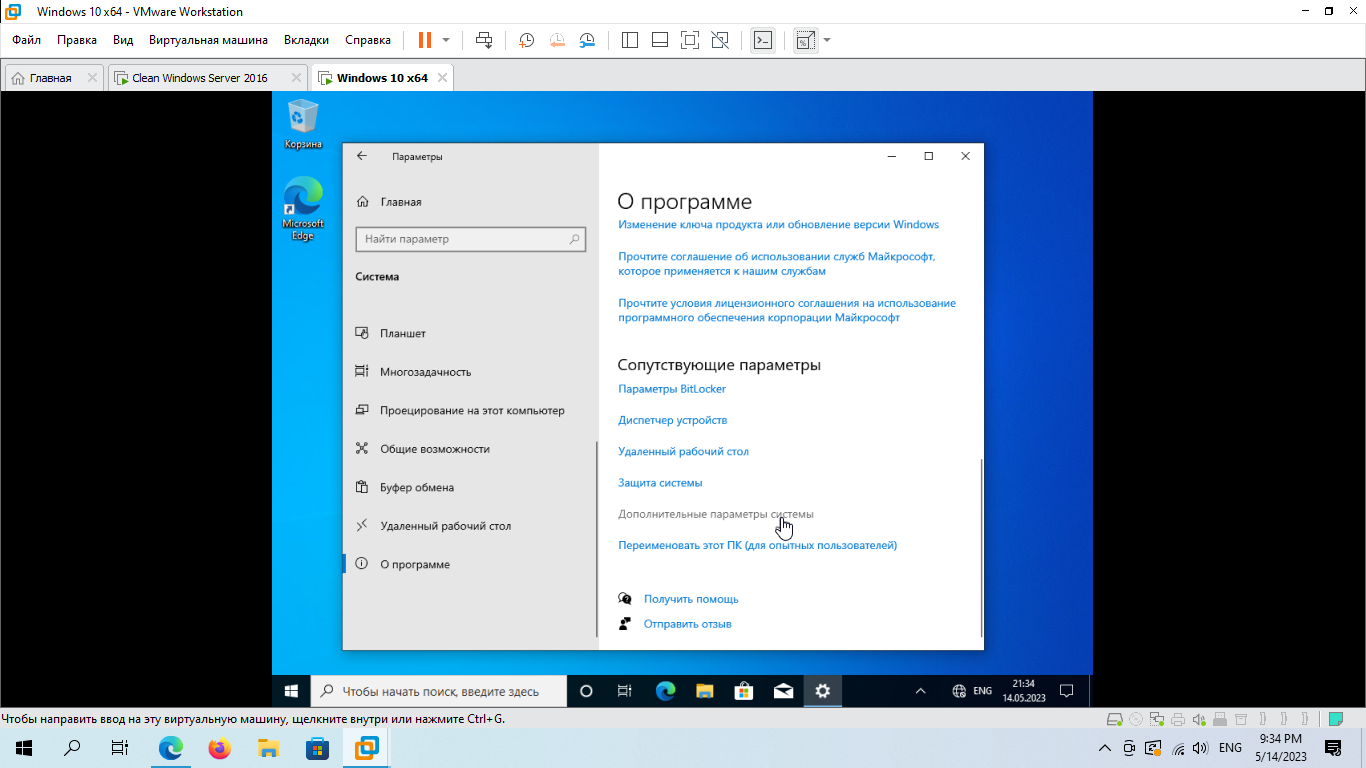 Windows 10 x64 - VMware Workstation
Файл Правка Вид Виртуальная машина Вкладки Справка
Главная Clean Windows Server 2016 Windows 10 x64
Корзина
Microsoft
Edge
Параметры
Главная
Найти параметр
Система
Планшет
Многозадачность
Проецирование на этот компьютер
Общие возможности
Буфер обмена
Удаленный рабочий стол
О программе
О программе
Изменение ключа продукта или обновление версии Windows
Прочтите соглашение об использовании служб Майкрософт,
которое применяется к нашим службам
Прочтите условия лицензионного соглашения на использование
программного обеспечения корпорации Майкрософт
Сопутствующие параметры
Параметры BitLocker
Диспетчер устройств
Удаленный рабочий стол
Защита системы
Дополнительные параметры системы
Переименовать этот ПК (для опытных пользователей)
Получить помощь
Отправить отзыв
Чтобы начать поиск, введите здесь
ENG
21:34
14.05.2023
Чтобы направить ввод на эту виртуальную машину, щелкните внутри или нажмите Ctrl+G.
ENG
9:34 PM
5/14/2023